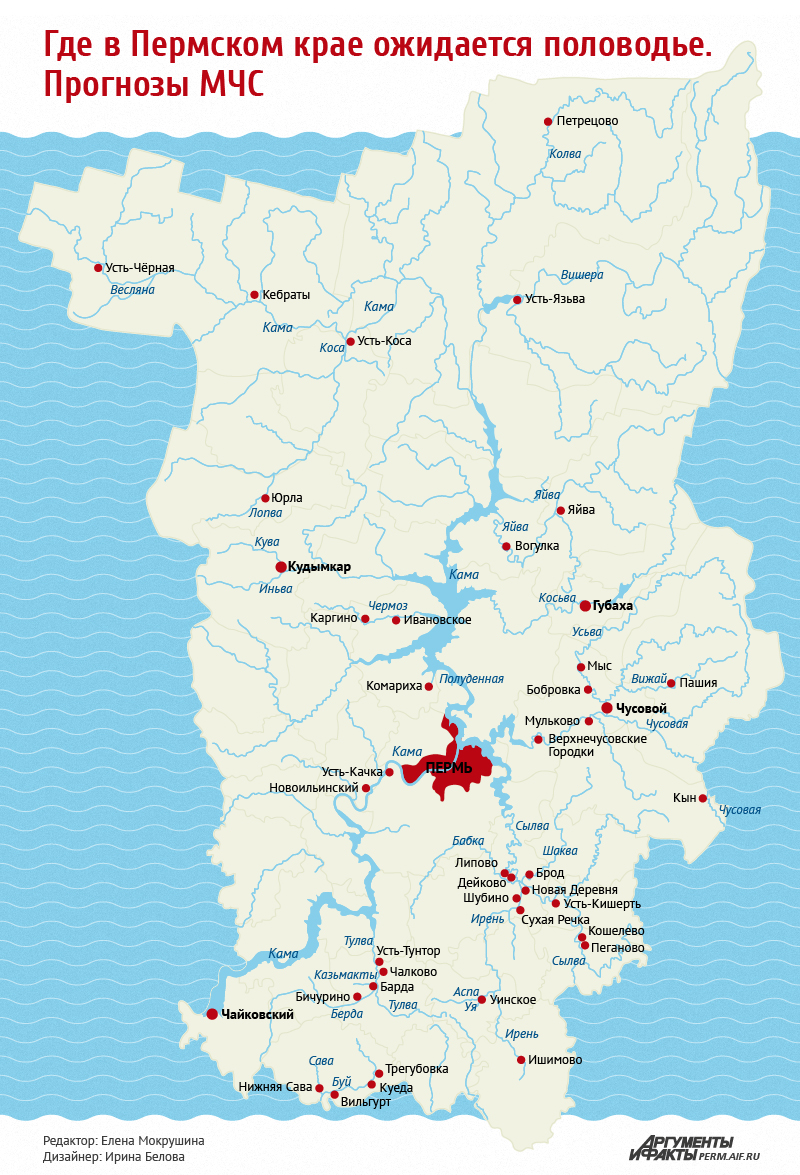 Где в Пермском крае ожидается половодье.
Прогнозы МЧС
Петрецово
Колва
Усть-Чёрная
Весляна
Кебраты
Кама
Кама
Вишера
Усть-Язьва
Коса
Усть-Коса
Юрла
Лопва
Яйва
Яйва
Яйва
Вогулка
Кува
Кудымкар
Иньва
Кама
Косьва
Губаха
Чермоз
Каргино
Ивановское
Усьва
Мыс
Комариха
Полуденная
Бобровка
Вижай
Пашия
Чусовой
Мульково
Чусовая
Верхнечусовские
Городки
Кама
ПЕРМЬ
Усть-Качка
Новоильинский
Кын
Чусовая
Сылва
Бабка
Шаква
Липово
Брод
Дейково
Новая Деревня
Шубино
Усть-Кишерть
Ирень
Сухая Речка
Кошелево
Пеганово
Сылва
Кама
Тулва
Усть-Тунтор
Казьмакты
Чалково
Барда
Бичурино
Тулва
Берда
Аспа
Уя
Уинское
Чайковский
Ирень
Ишимово
Сава
Трегубовка
Буй
Нижняя Сава
Куеда
Вильгурт
Редактор: Елена Мокрушина
Дизайнер: Ирина Белова
АРГУМЕНТЫ
И ФАКТЫ PERM.AIF.RU